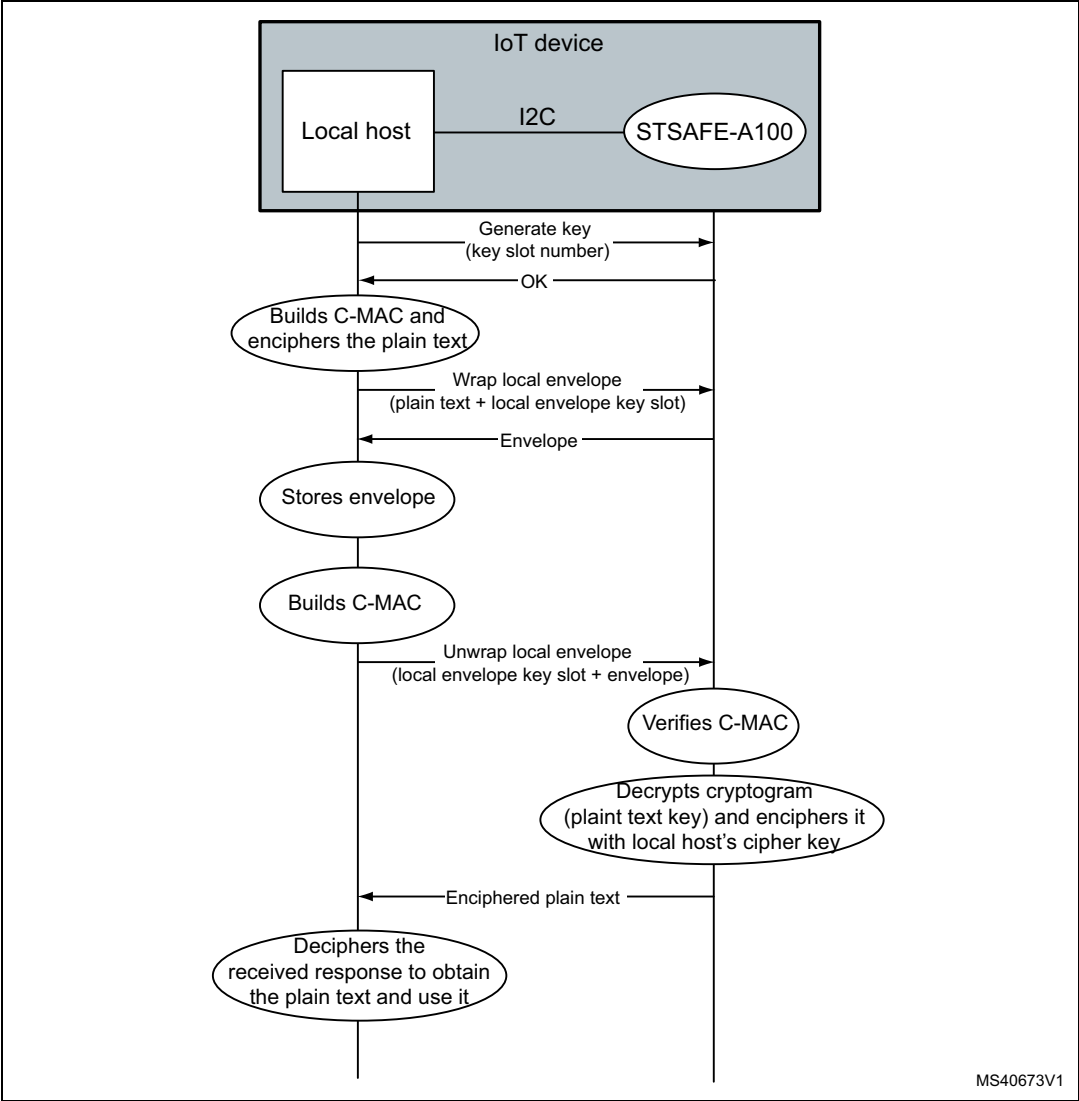 IoT device
Local host
I2C
STSAFE-A100
Generate key
(key slot number)
OK
Builds C-MAC and
enciphers the plain text
Wrap local envelope
(plain text + local envelope key slot)
Envelope
Stores envelope
Builds C-MAC
Unwrap local envelope
(local envelope key slot + envelope)
Verifies C-MAC
Decrypts cryptogram
(plaint text key) and enciphers it
with local host's cipher key
Enciphered plain text
Deciphers the
received response to obtain
the plain text and use it
MS40673V1